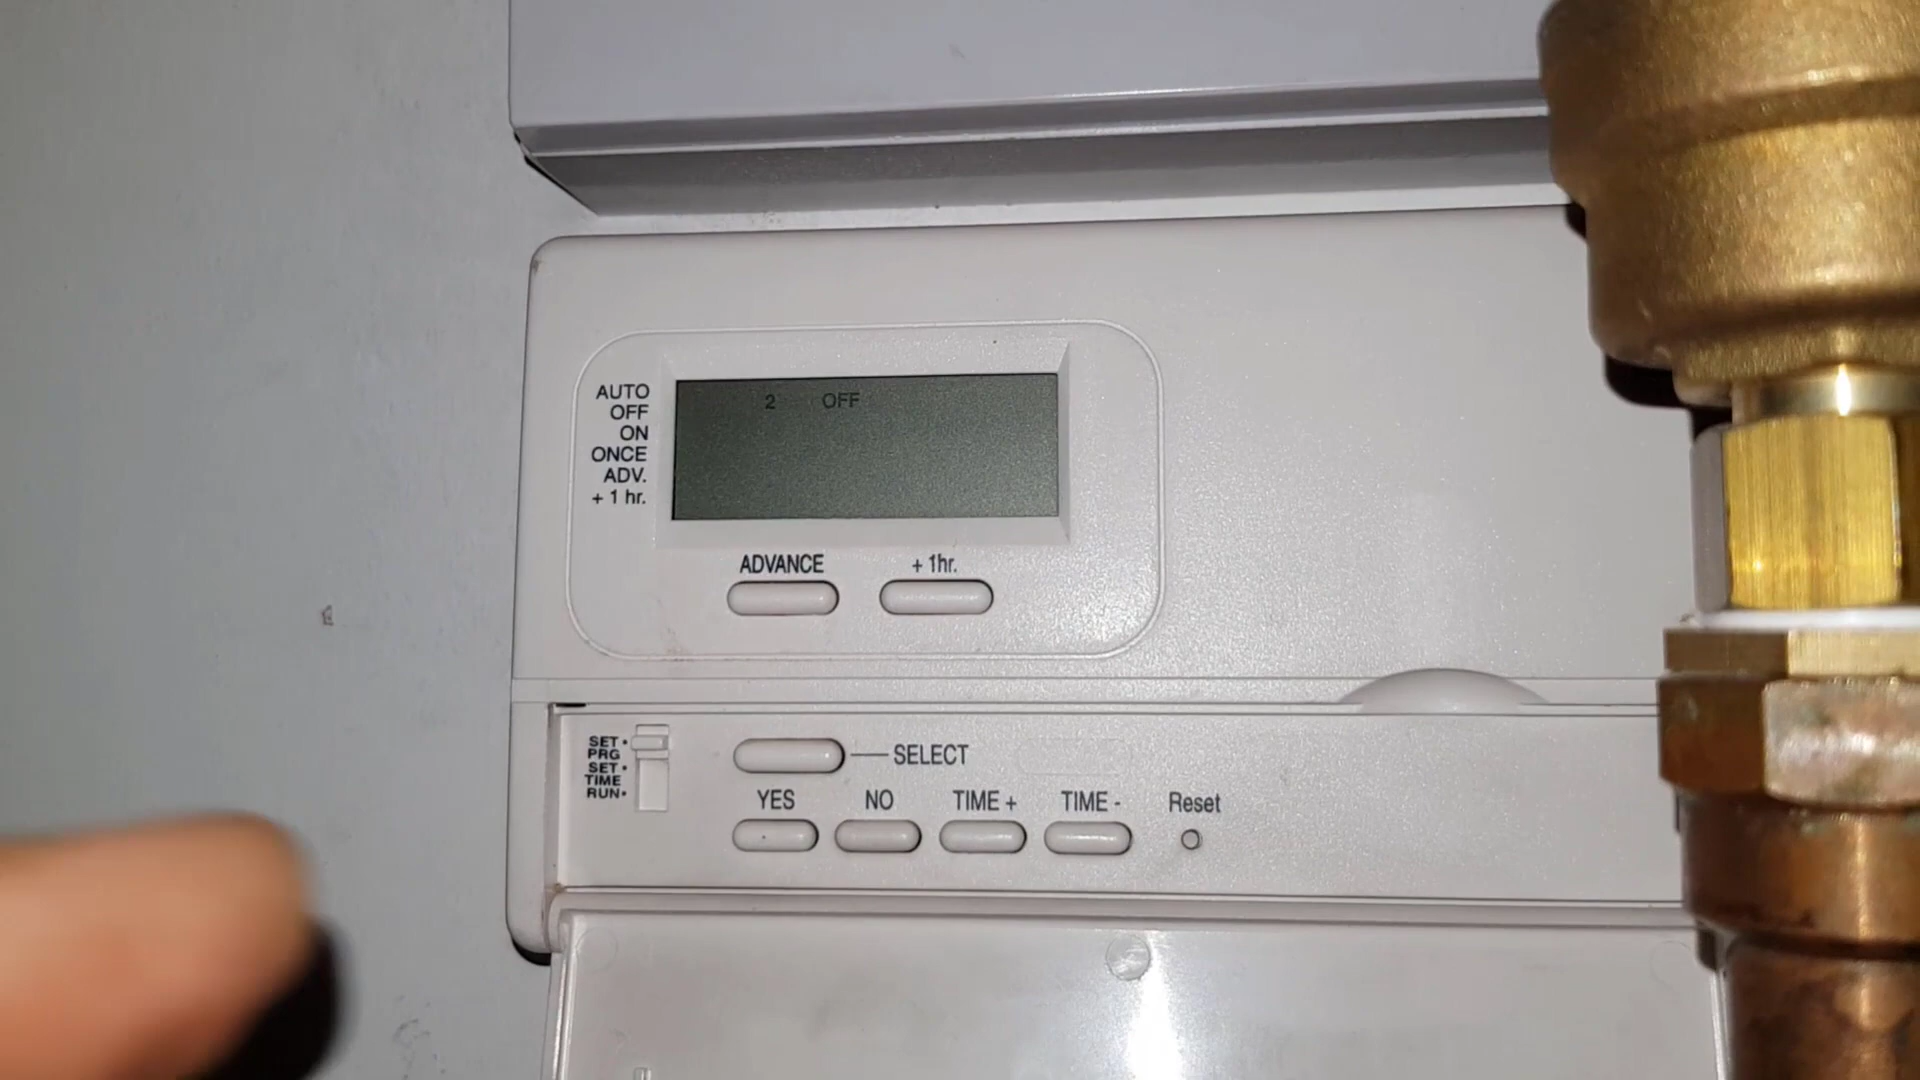 AUTO
OFF
ON
ONCE
ADV.
+ 1 hr.
2 OFF
ADVANCE
+ 1hr.
SET
PRG
SET
TIME
RUN
SELECT
YES
NO
TIME +
TIME -
Reset